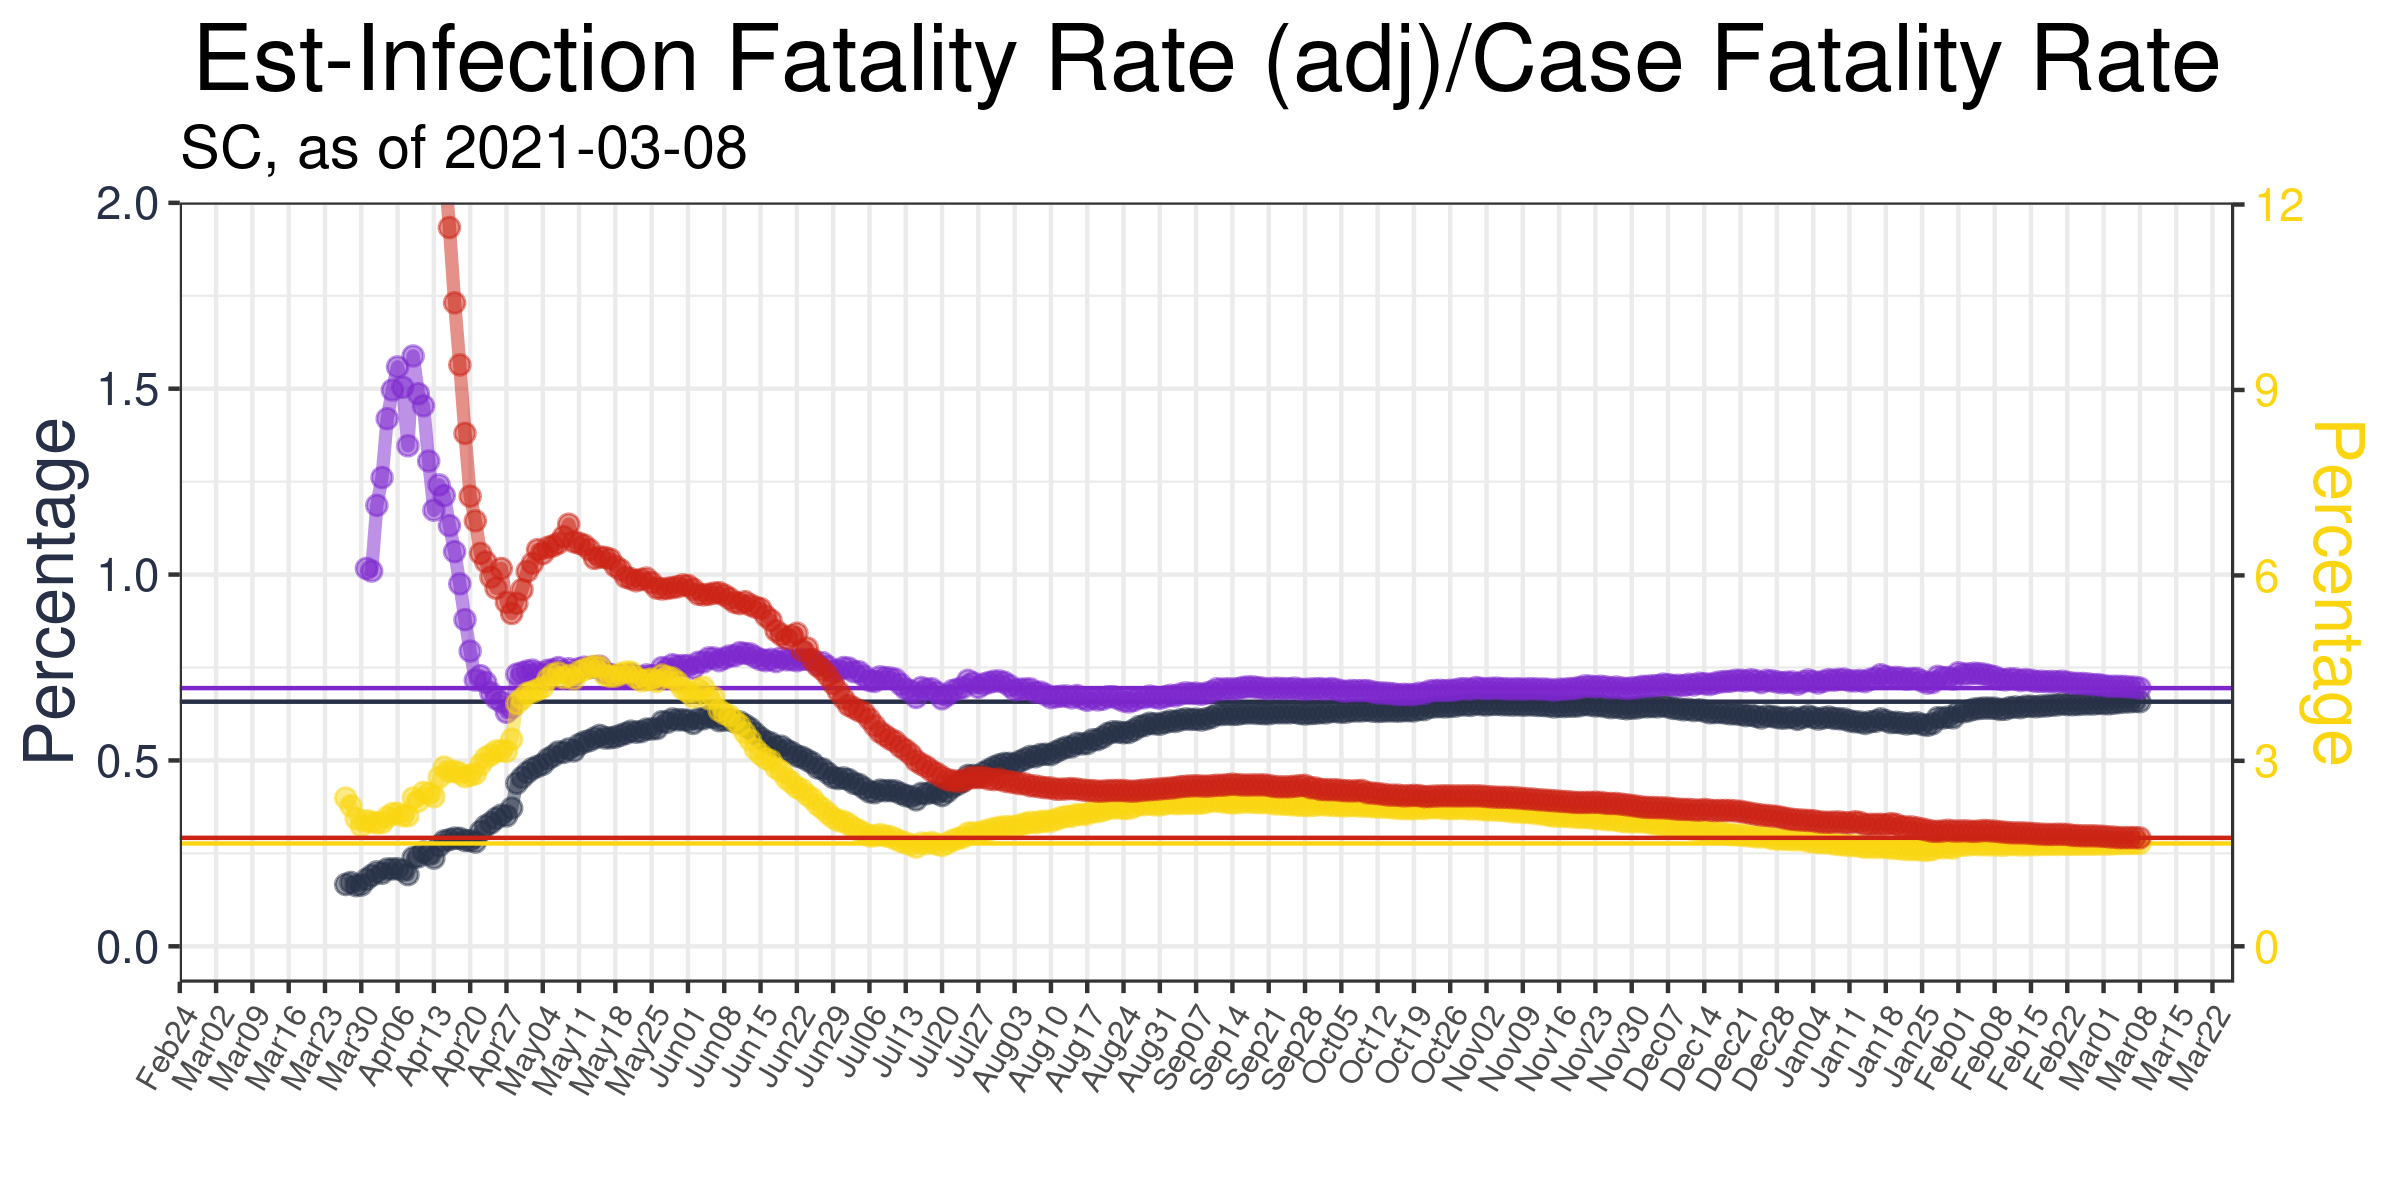 Est-Infection Fatality Rate (adj)/Case Fatality Rate
SC, as of 2021-03-08
Percentage
2.0
1.5
1.0
0.5
0.0
12
9
6
3
0
Percentage
Feb24
Mar02
Mar09
Mar16
Mar23
Mar30
Apr06
Apr13
Apr20
Apr27
May04
May11
May18
May25
Jun01
Jun08
Jun15
Jun22
Jun29
Jul06
Jul13
Jul20
Jul27
Aug03
Aug10
Aug17
Aug24
Aug31
Sep07
Sep14
Sep21
Sep28
Oct05
Oct12
Oct19
Oct26
Nov02
Nov09
Nov16
Nov23
Nov30
Dec07
Dec14
Dec21
Dec28
Jan04
Jan11
Jan18
Jan25
Feb01
Feb08
Feb15
Feb22
Mar01
Mar08
Mar15
Mar22